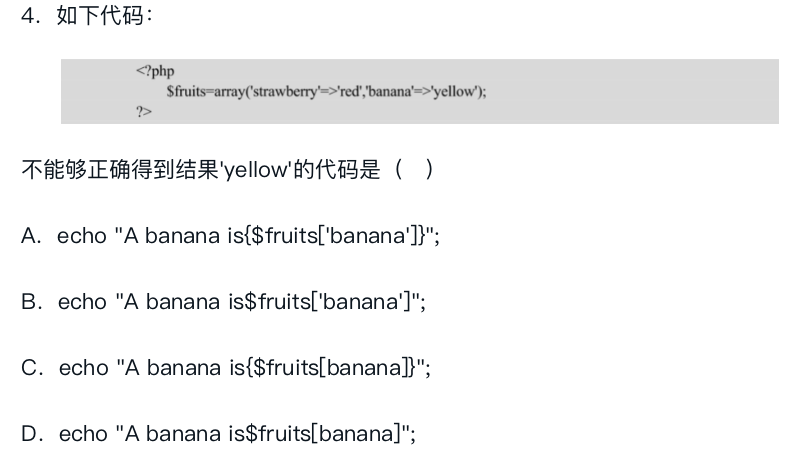 4. 如下代码：
<?php
$fruits=array('strawberry'=>'red','banana'=>'yellow');
?>
不能够正确得到结果'yellow'的代码是（ ）
A. echo "A banana is{$fruits['banana']}";
B. echo "A banana is$fruits['banana']";
C. echo "A banana is{$fruits[banana]}";
D. echo "A banana is$fruits[banana]";